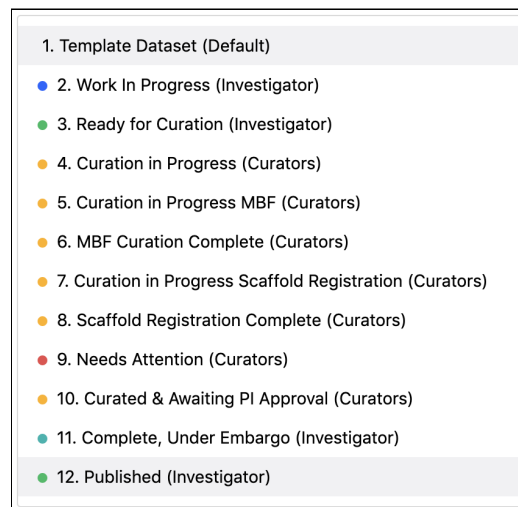 1. Template Dataset (Default)
2. Work In Progress (Investigator)
3. Ready for Curation (Investigator)
4. Curation in Progress (Curators)
5. Curation in Progress MBF (Curators)
6. MBF Curation Complete (Curators)
7. Curation in Progress Scaffold Registration (Curators)
8. Scaffold Registration Complete (Curators)
9. Needs Attention (Curators)
10. Curated & Awaiting PI Approval (Curators)
11. Complete, Under Embargo (Investigator)
12. Published (Investigator)